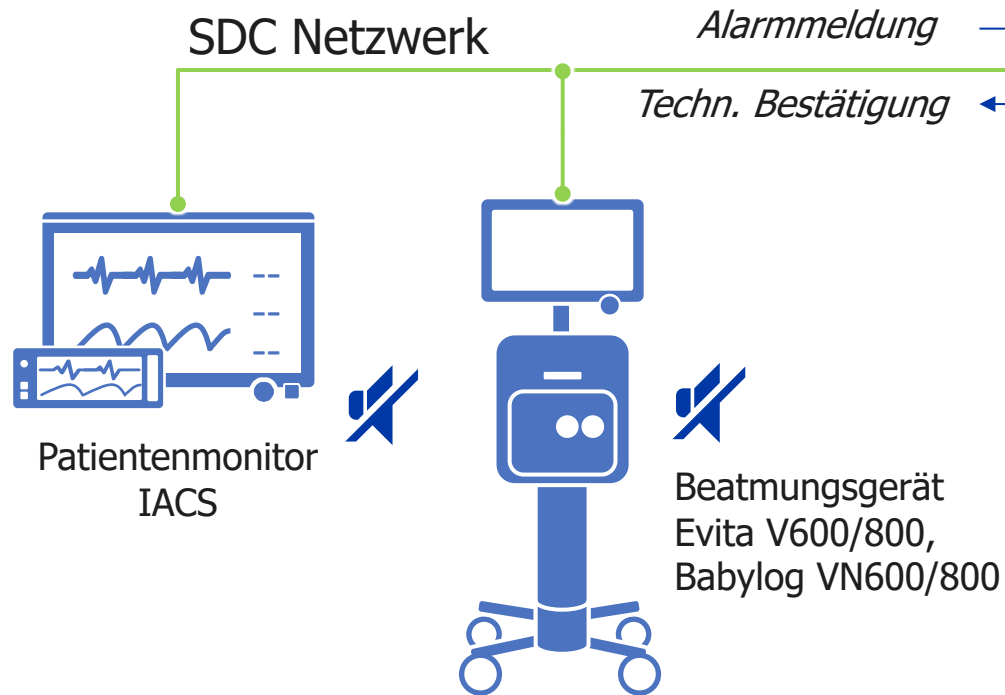 SDC Netzwerk
Alarmmeldung
Techn. Bestätigung
Patientenmonitor
IACS
Beatmungsgerät
Evita V600/800,
Babylog VN600/800